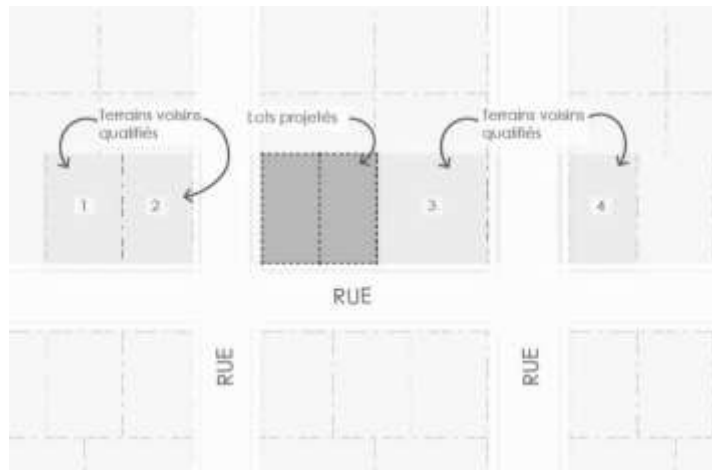 Terrains voisins
qualifiés
Lots projetés
Terrains voisins
qualifiés
1
2
3
4
RUE
RUE
RUE